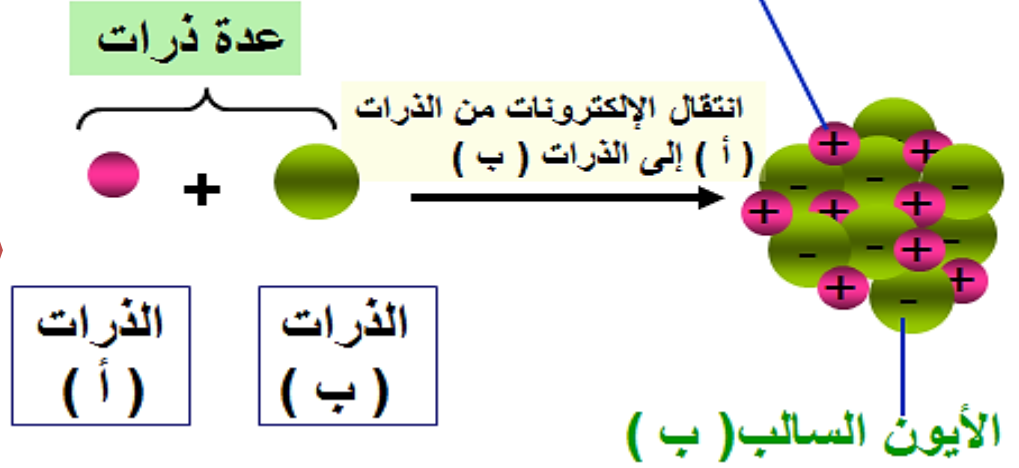 عدة ذرات
انتقال الإلكترونات من الذرات
( أ ) إلى الذرات ( ب )
+
الذرات
( أ )
الذرات
( ب )
+
+
-
-
-
+
+
+
-
-
+
-
+
+
-
الأيون السالب( ب )